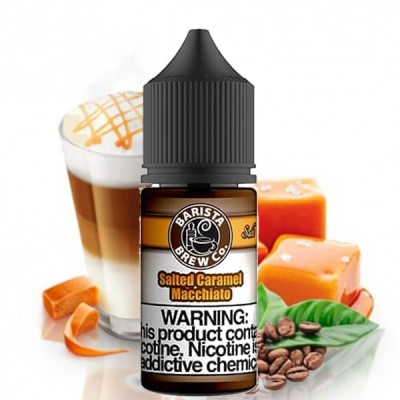 BARISTA
BREW Co.
Salt
Salted Caramel
Macchiato
WARNING:
his product conta
cotine. Nicotine is
addictive chemic